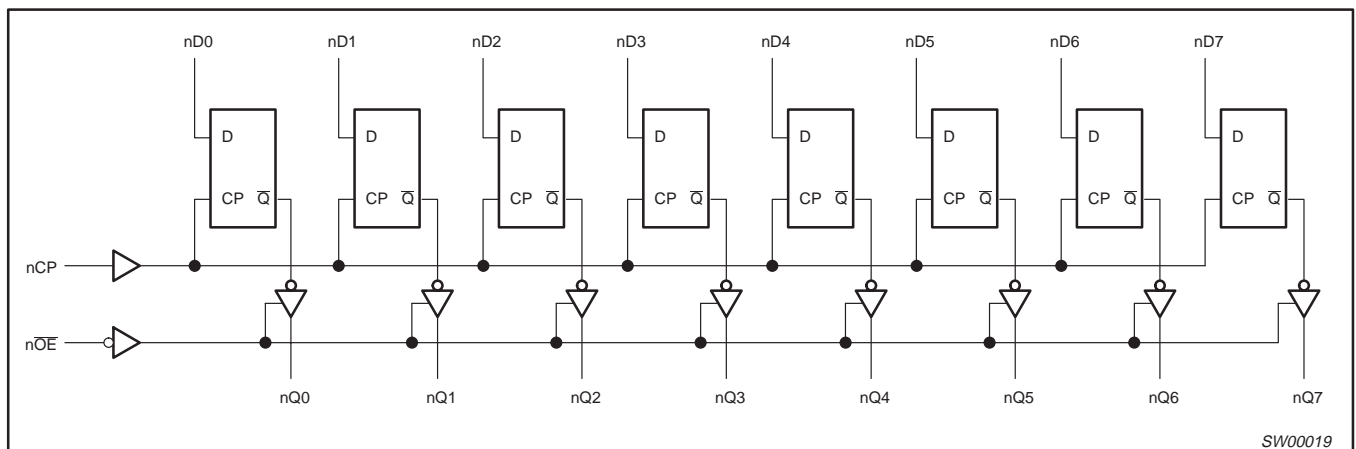 nD0 nD1 nD2 nD3 nD4 nD5 nD6 nD7
D D D D D D D D
CP Q̅ CP Q̅ CP Q̅ CP Q̅ CP Q̅ CP Q̅ CP Q̅ CP Q̅
nCP
nO̅E̅
nQ0 nQ1 nQ2 nQ3 nQ4 nQ5 nQ6 nQ7
SW00019